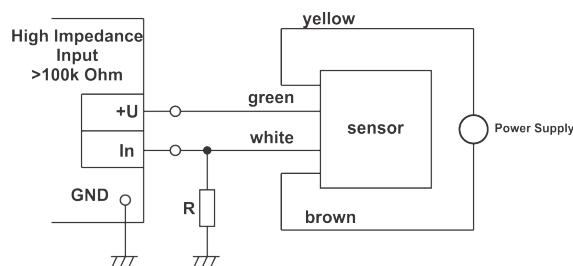 High Impedance
Input
>100k Ohm
+U
In
GND
R
green
white
yellow
brown
sensor
Power Supply